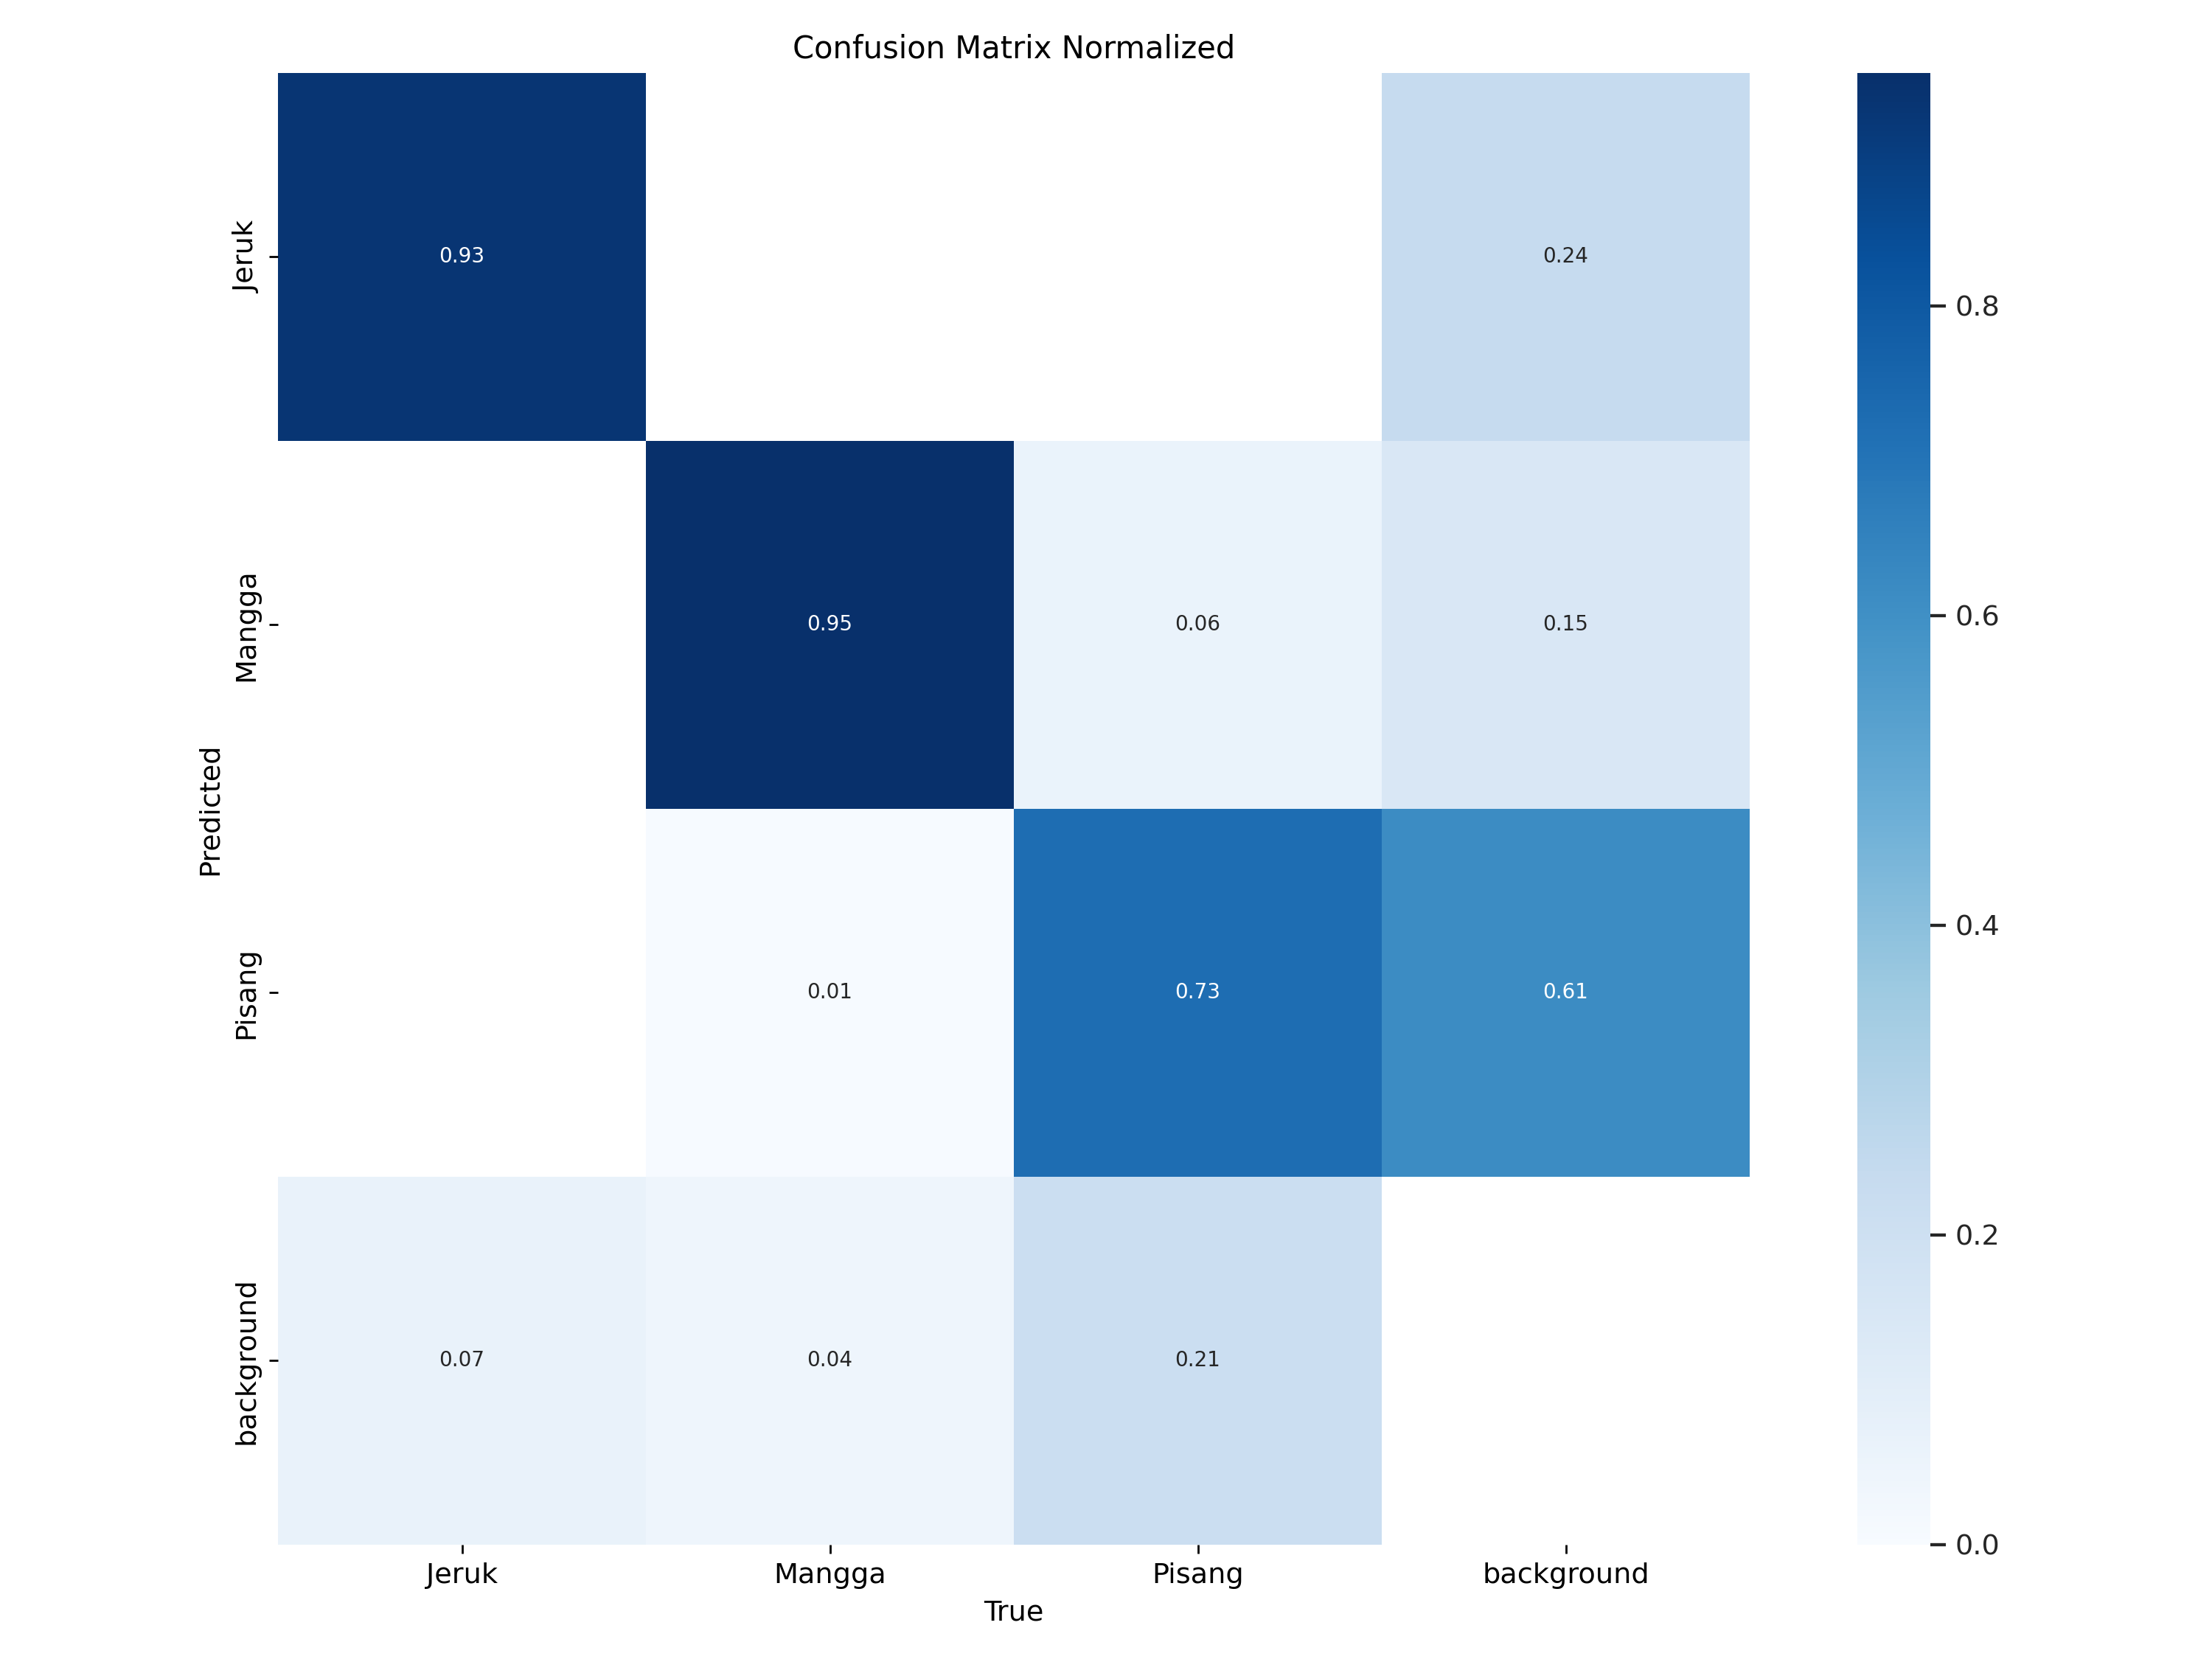 Confusion Matrix Normalized
Jeruk
0.93
0.24
Mangga
0.95
0.06
0.15
Pisang
0.01
0.73
0.61
background
0.07
0.04
0.21
Predicted
Jeruk
Mangga
Pisang
background
True
0.8
0.6
0.4
0.2
0.0